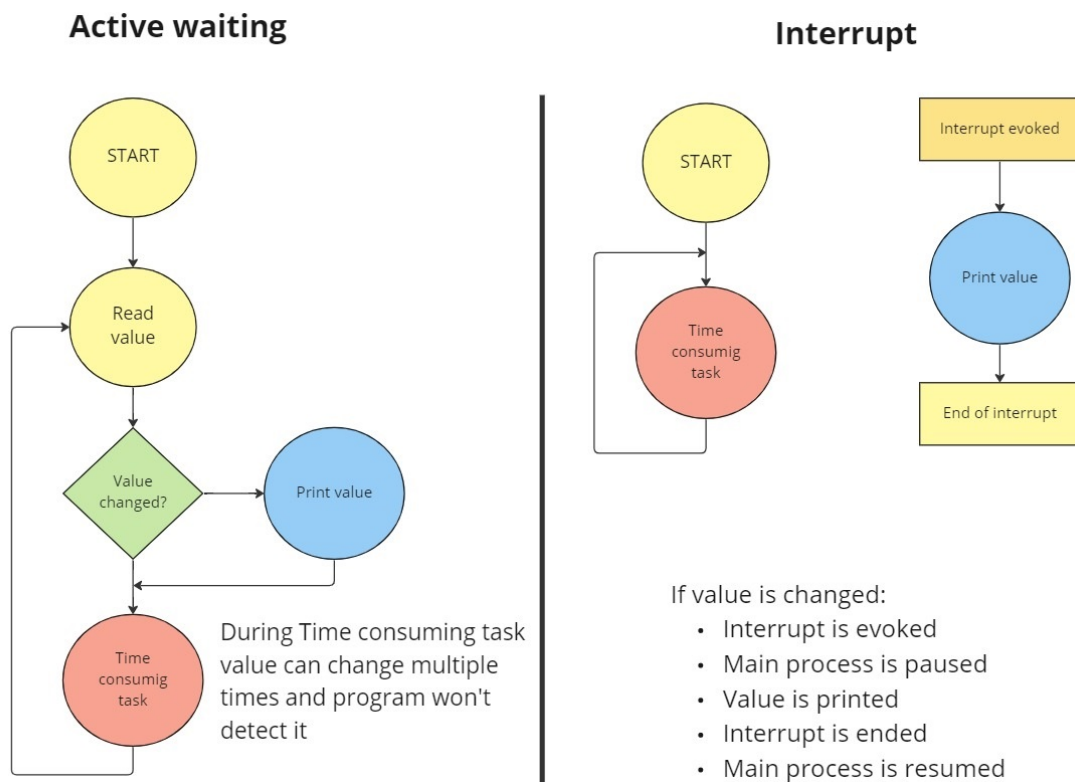 Active waiting
START
Read
value
Value
changed?
Print value
Time
consumig
task
During Time consuming task
value can change multiple
times and program won't
detect it
Interrupt
START
Time
consumig
task
Interrupt evoked
Print value
End of interrupt
If value is changed:
• Interrupt is evoked
• Main process is paused
• Value is printed
• Interrupt is ended
• Main process is resumed